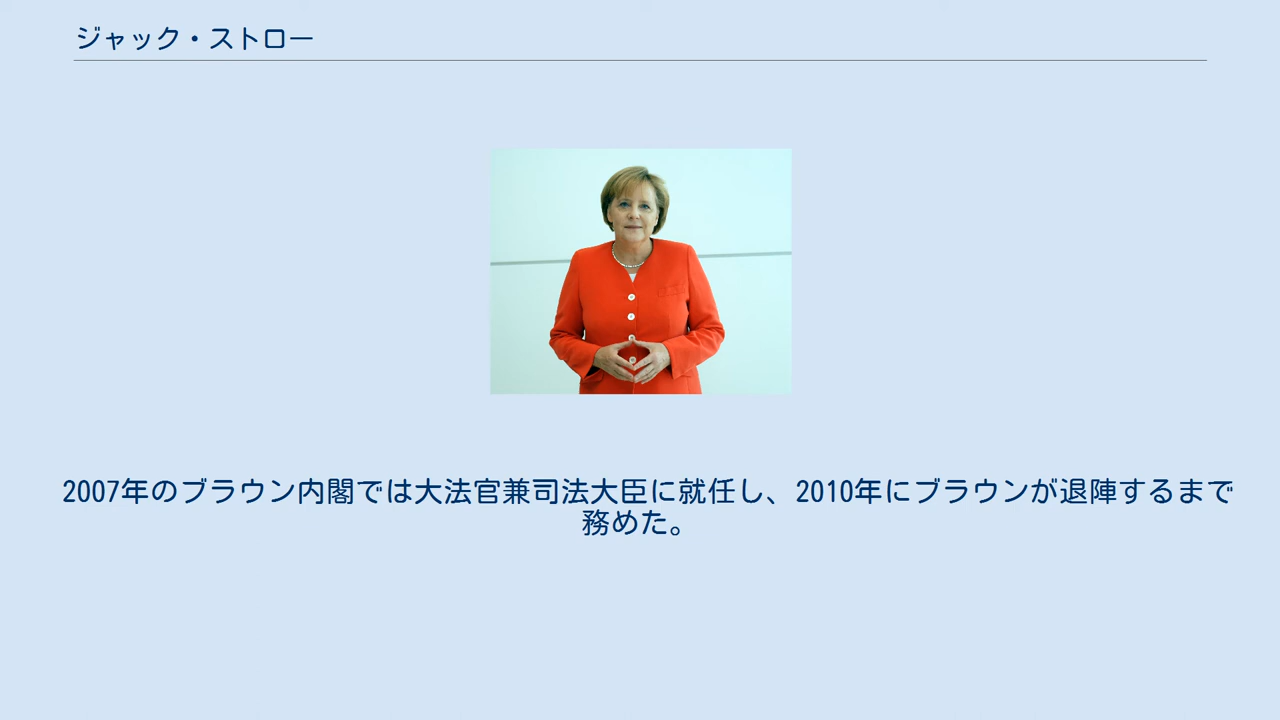 ジャック・ストロー
2007年のブラウン内閣では大法官兼司法大臣に就任し、2010年にブラウンが退陣するまで
務めた。